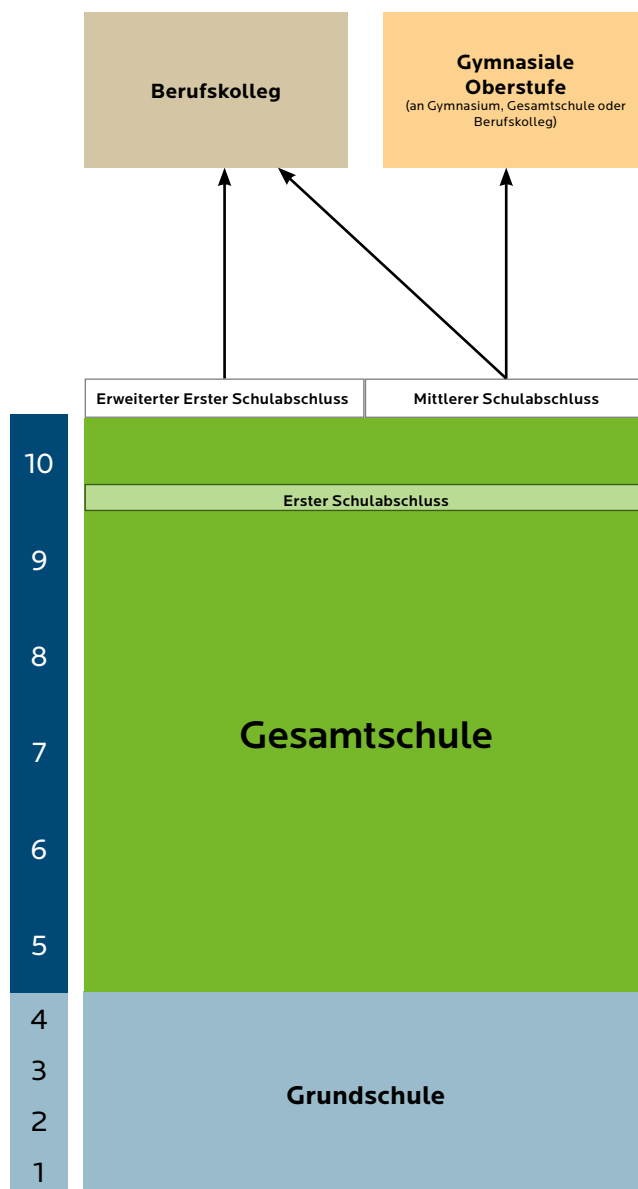 Berufskolleg
Gymnasiale
Oberstufe
(an Gymnasium, Gesamtschule oder
Berufskolleg)
Erweiterter Erster Schulabschluss
Mittlerer Schulabschluss
10
Erster Schulabschluss
9
8
Gesamtschule
7
6
5
4
3
Grundschule
2
1